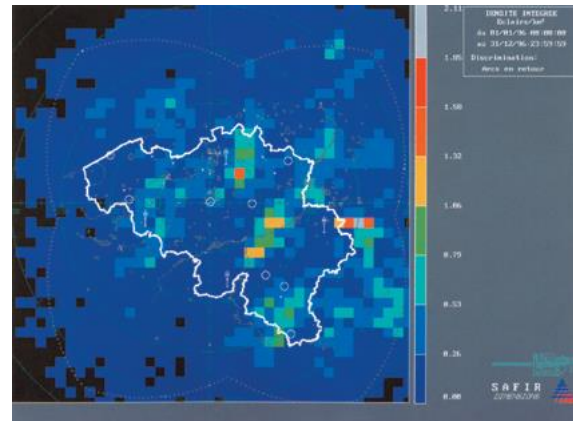 DENSITE INTEGREE
Eclairs/km²
du 01/01/96-00:00:00
au 31/12/96-23:59:59
Discrimination:
Arcs en retour
2.11
1.85
1.58
1.32
1.06
0.79
0.53
0.26
0.00
SAFIR
DIMENSIONS